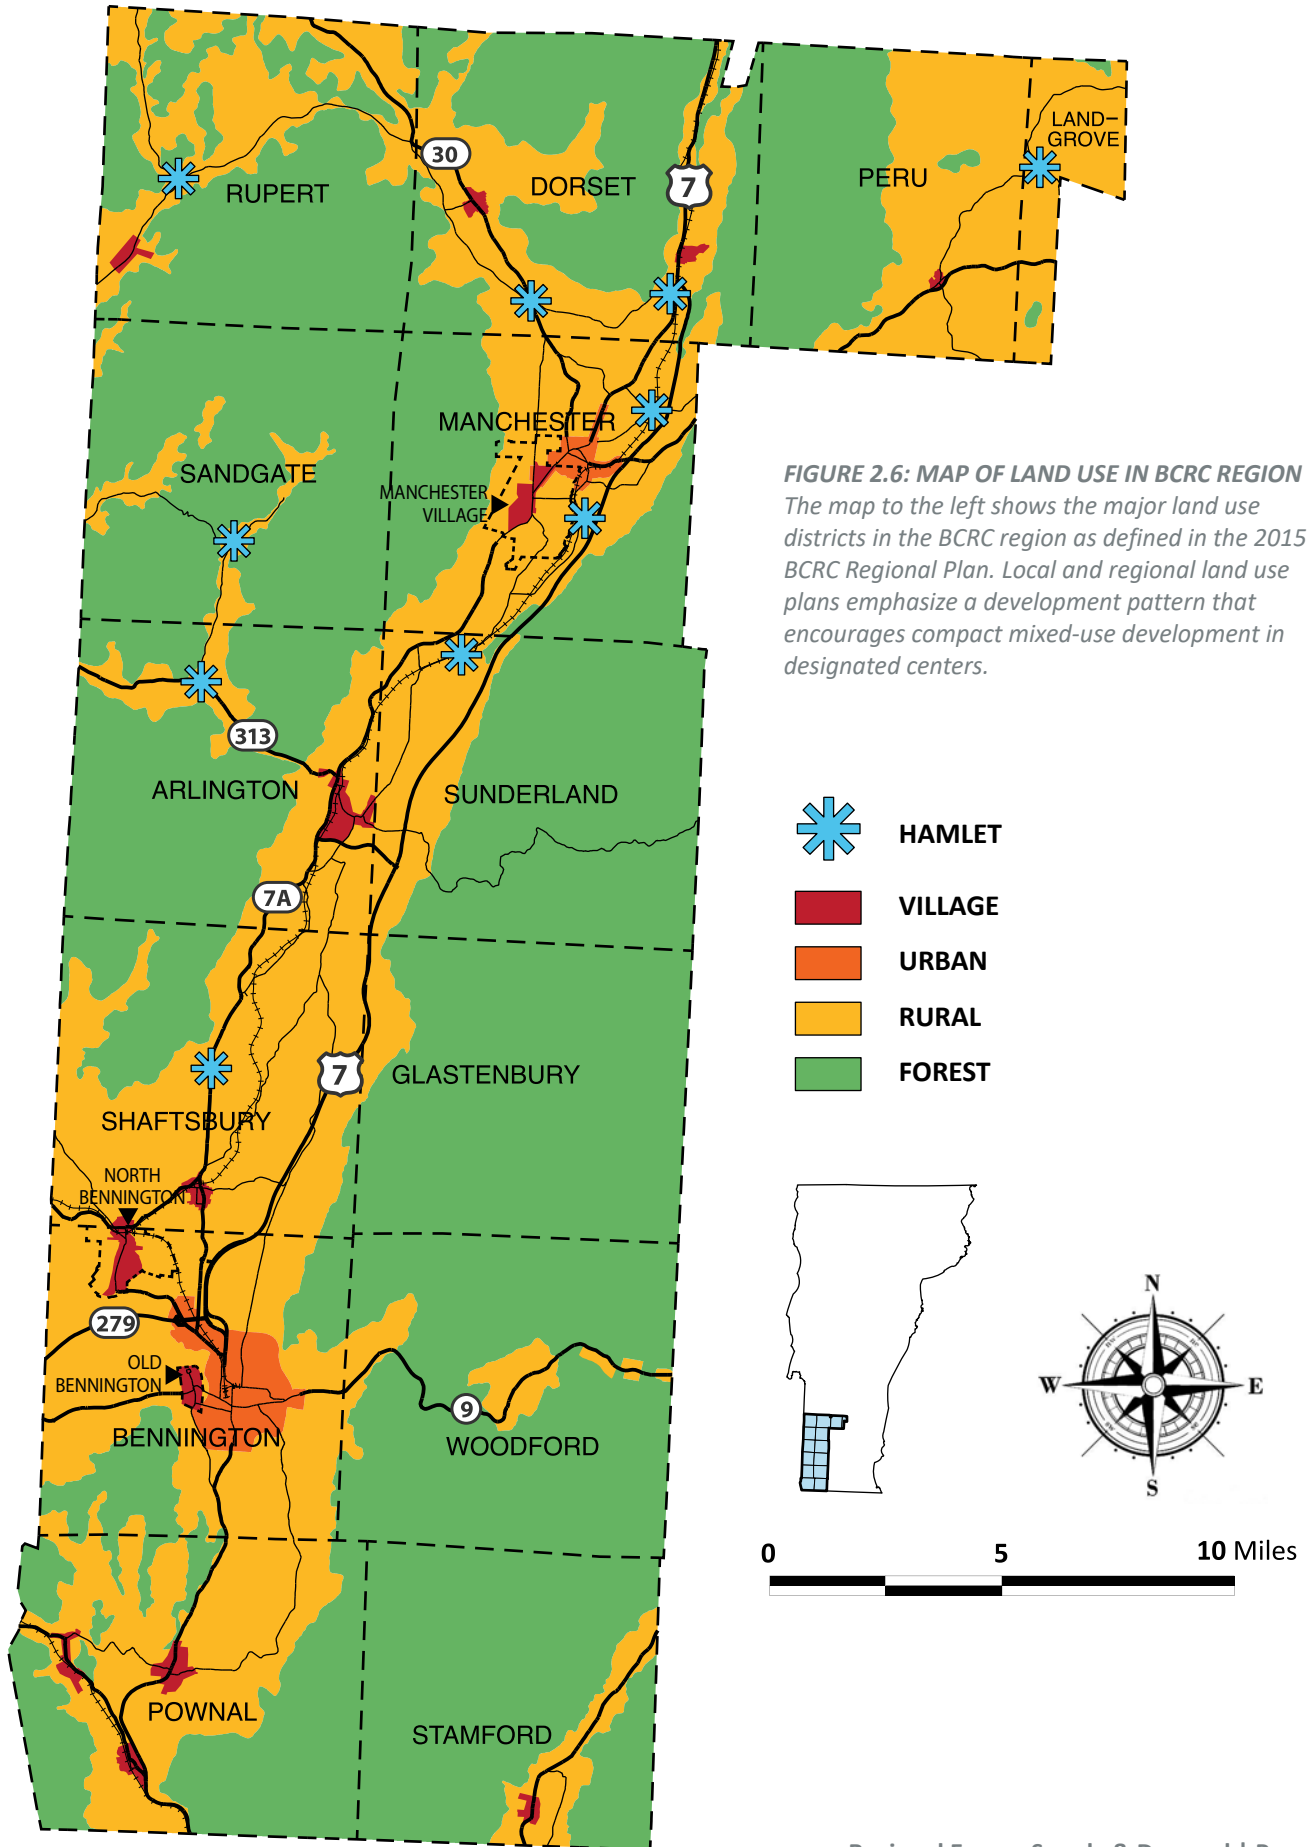 30
LAND-
GROVE
RUPERT
DORSET
7
PERU
MANCHESTER
SANDGATE
MANCHESTER
VILLAGE
FIGURE 2.6: MAP OF LAND USE IN BCRC REGION
The map to the left shows the major land use
districts in the BCRC region as defined in the 2015
BCRC Regional Plan. Local and regional land use
plans emphasize a development pattern that
encourages compact mixed-use development in
designated centers.
313
ARLINGTON
SUNDERLAND
HAMLET
7A
VILLAGE
URBAN
RURAL
FOREST
7
GLASTENBURY
SHAFTSBURY
NORTH
BENNINGTON
279
OLD
BENNINGTON
BENNINGTON
9
WOODFORD
N
W
E
S
0 5 10 Miles
POWNAL
STAMFORD